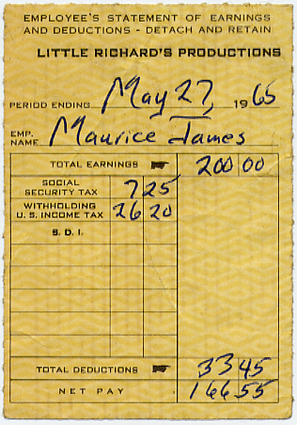 EMPLOYEE'S STATEMENT OF EARNINGS
AND DEDUCTIONS - DETACH AND RETAIN
LITTLE RICHARD'S PRODUCTIONS
PERIOD ENDING May 27, 1965
EMP. NAME Maurice James
TOTAL EARNINGS 200 00
SOCIAL
SECURITY TAX 7 25
WITHHOLDING
U. S. INCOME TAX 26 20
S. D. I.
TOTAL DEDUCTIONS 33 45
NET PAY 166 55